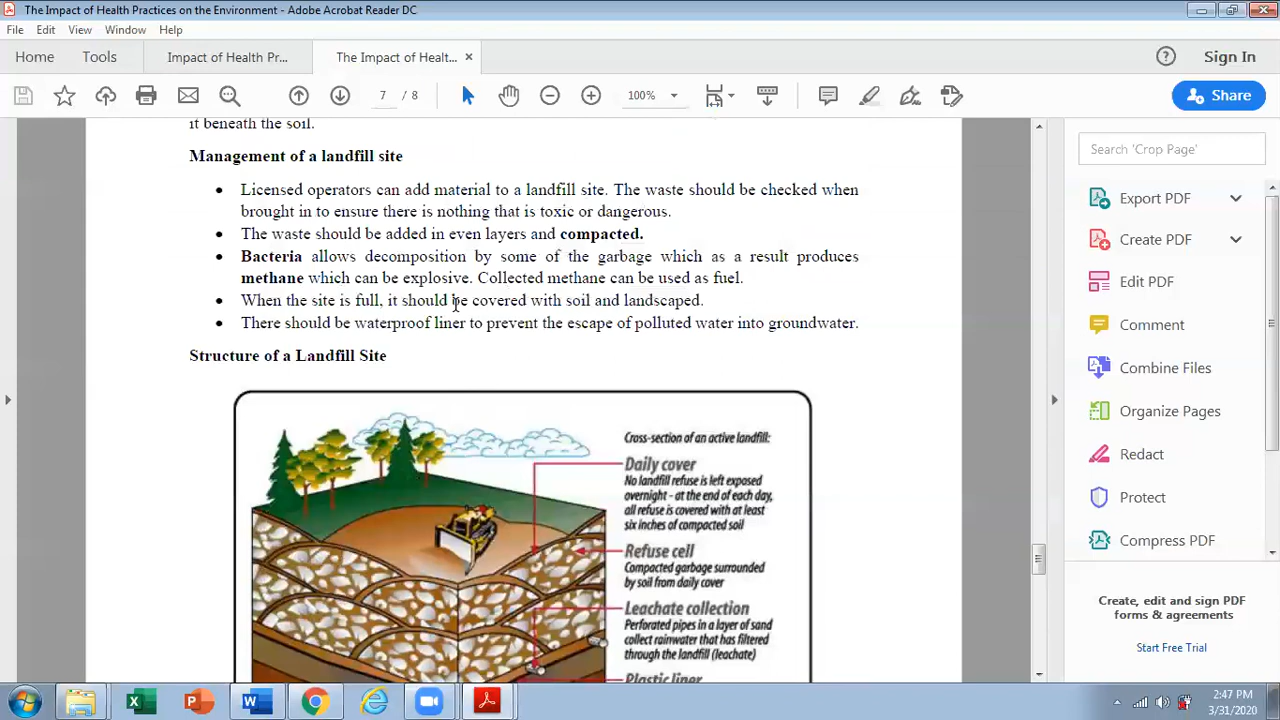 The Impact of Health Practices on the Environment - Adobe Acrobat Reader DC
File Edit View Window Help
Home Tools Impact of Health Pr... The Impact of Healt... ×
Sign In
7 / 8 100% Share
it beneath the soil.
Management of a landfill site
• Licensed operators can add material to a landfill site. The waste should be checked when
brought in to ensure there is nothing that is toxic or dangerous.
• The waste should be added in even layers and compacted.
• Bacteria allows decomposition by some of the garbage which as a result produces
methane which can be explosive. Collected methane can be used as fuel.
• When the site is full, it should be covered with soil and landscaped.
• There should be waterproof liner to prevent the escape of polluted water into groundwater.
Structure of a Landfill Site
Cross-section of an active landfill:
Daily cover
No landfill refuse is left exposed
overnight - at the end of each day,
all refuse is covered with at least
six inches of compacted soil
Refuse cell
Compacted garbage surrounded
by soil from daily cover
Leachate collection
Perforated pipes in a layer of sand
collect rainwater that has filtered
through the landfill (leachate)
Plastic liner
Search 'Crop Page'
Export PDF
Create PDF
Edit PDF
Comment
Combine Files
Organize Pages
Redact
Protect
Compress PDF
Create, edit and sign PDF
forms & agreements
Start Free Trial
2:47 PM
3/31/2020